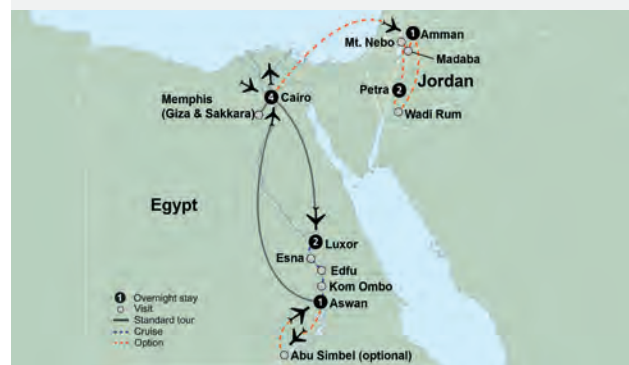 1
Amman
Mt. Nebo
Madaba
Jordan
Petra
2
Wadi Rum
4
Cairo
Memphis
(Giza & Sakkara)
Egypt
2
Luxor
Esna
Edfu
Kom Ombo
1
Aswan
Abu Simbel (optional)
1 Overnight stay
Visit
Standard tour
Cruise
Option